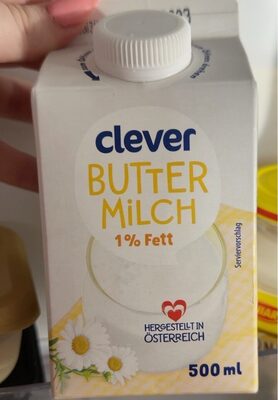 clever
BUTTER
MiLCH
1% Fett
Serviervorschlag
HERGESTELLT IN
ÖSTERREICH
500 ml